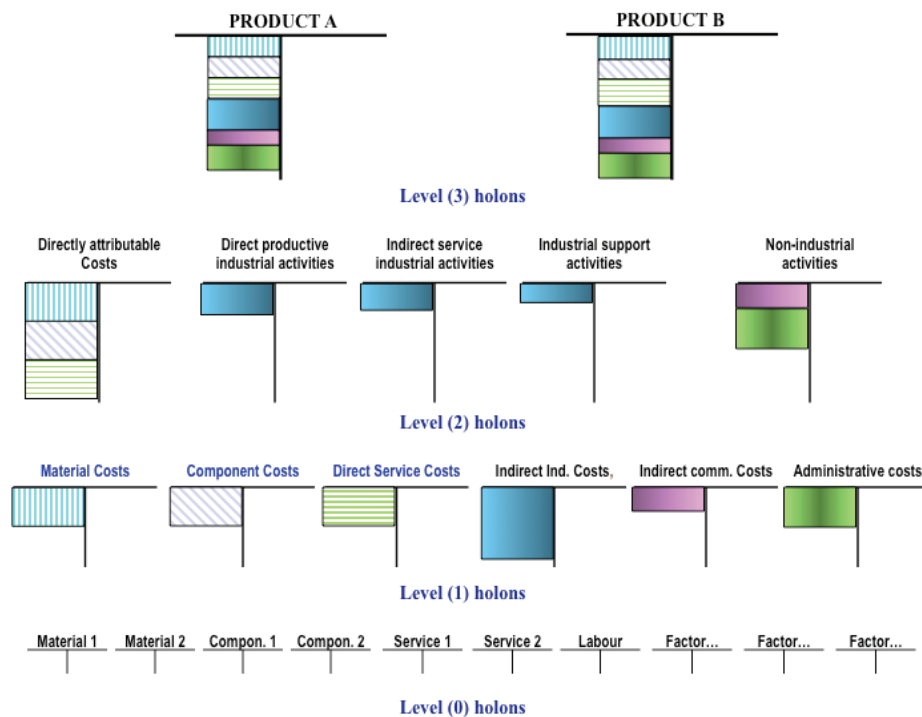 PRODUCT A
PRODUCT B
Level (3) holons
Directly attributable
Costs
Direct productive
industrial activities
Indirect service
industrial activities
Industrial support
activities
Non-industrial
activities
Level (2) holons
Material Costs
Component Costs
Direct Service Costs
Indirect Ind. Costs,
Indirect comm. Costs
Administrative costs
Level (1) holons
Material 1
Material 2
Compon. 1
Compon. 2
Service 1
Service 2
Labour
Factor...
Factor...
Factor...
Level (0) holons